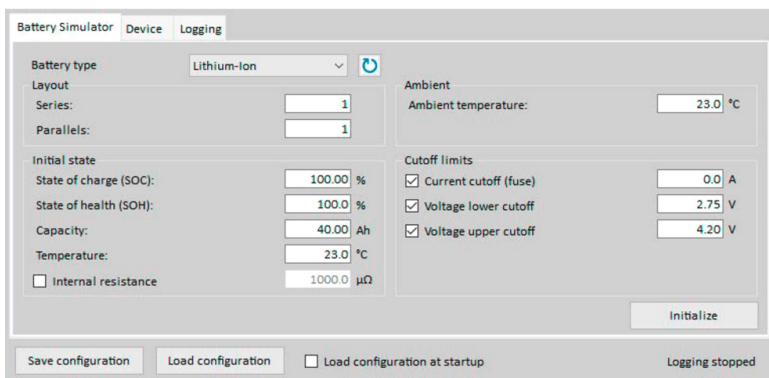 Battery Simulator Device Logging
Battery type Lithium-Ion
Layout
Series: 1
Parallels: 1
Ambient
Ambient temperature: 23.0 °C
Initial state
State of charge (SOC): 100.00 %
State of health (SOH): 100.0 %
Capacity: 40.00 Ah
Temperature: 23.0 °C
Internal resistance 1000.0 μΩ
Cutoff limits
Current cutoff (fuse) 0.0 A
Voltage lower cutoff 2.75 V
Voltage upper cutoff 4.20 V
Initialize
Save configuration Load configuration Load configuration at startup Logging stopped